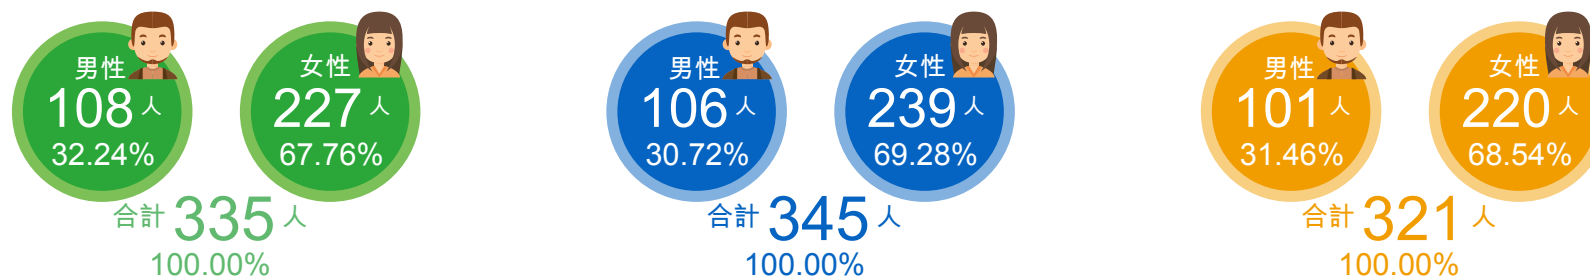 男性
108 人
32.24%
女性
227 人
67.76%
合計 335 人
100.00%
男性
106 人
30.72%
女性
239 人
69.28%
合計 345 人
100.00%
男性
101 人
31.46%
女性
220 人
68.54%
合計 321 人
100.00%